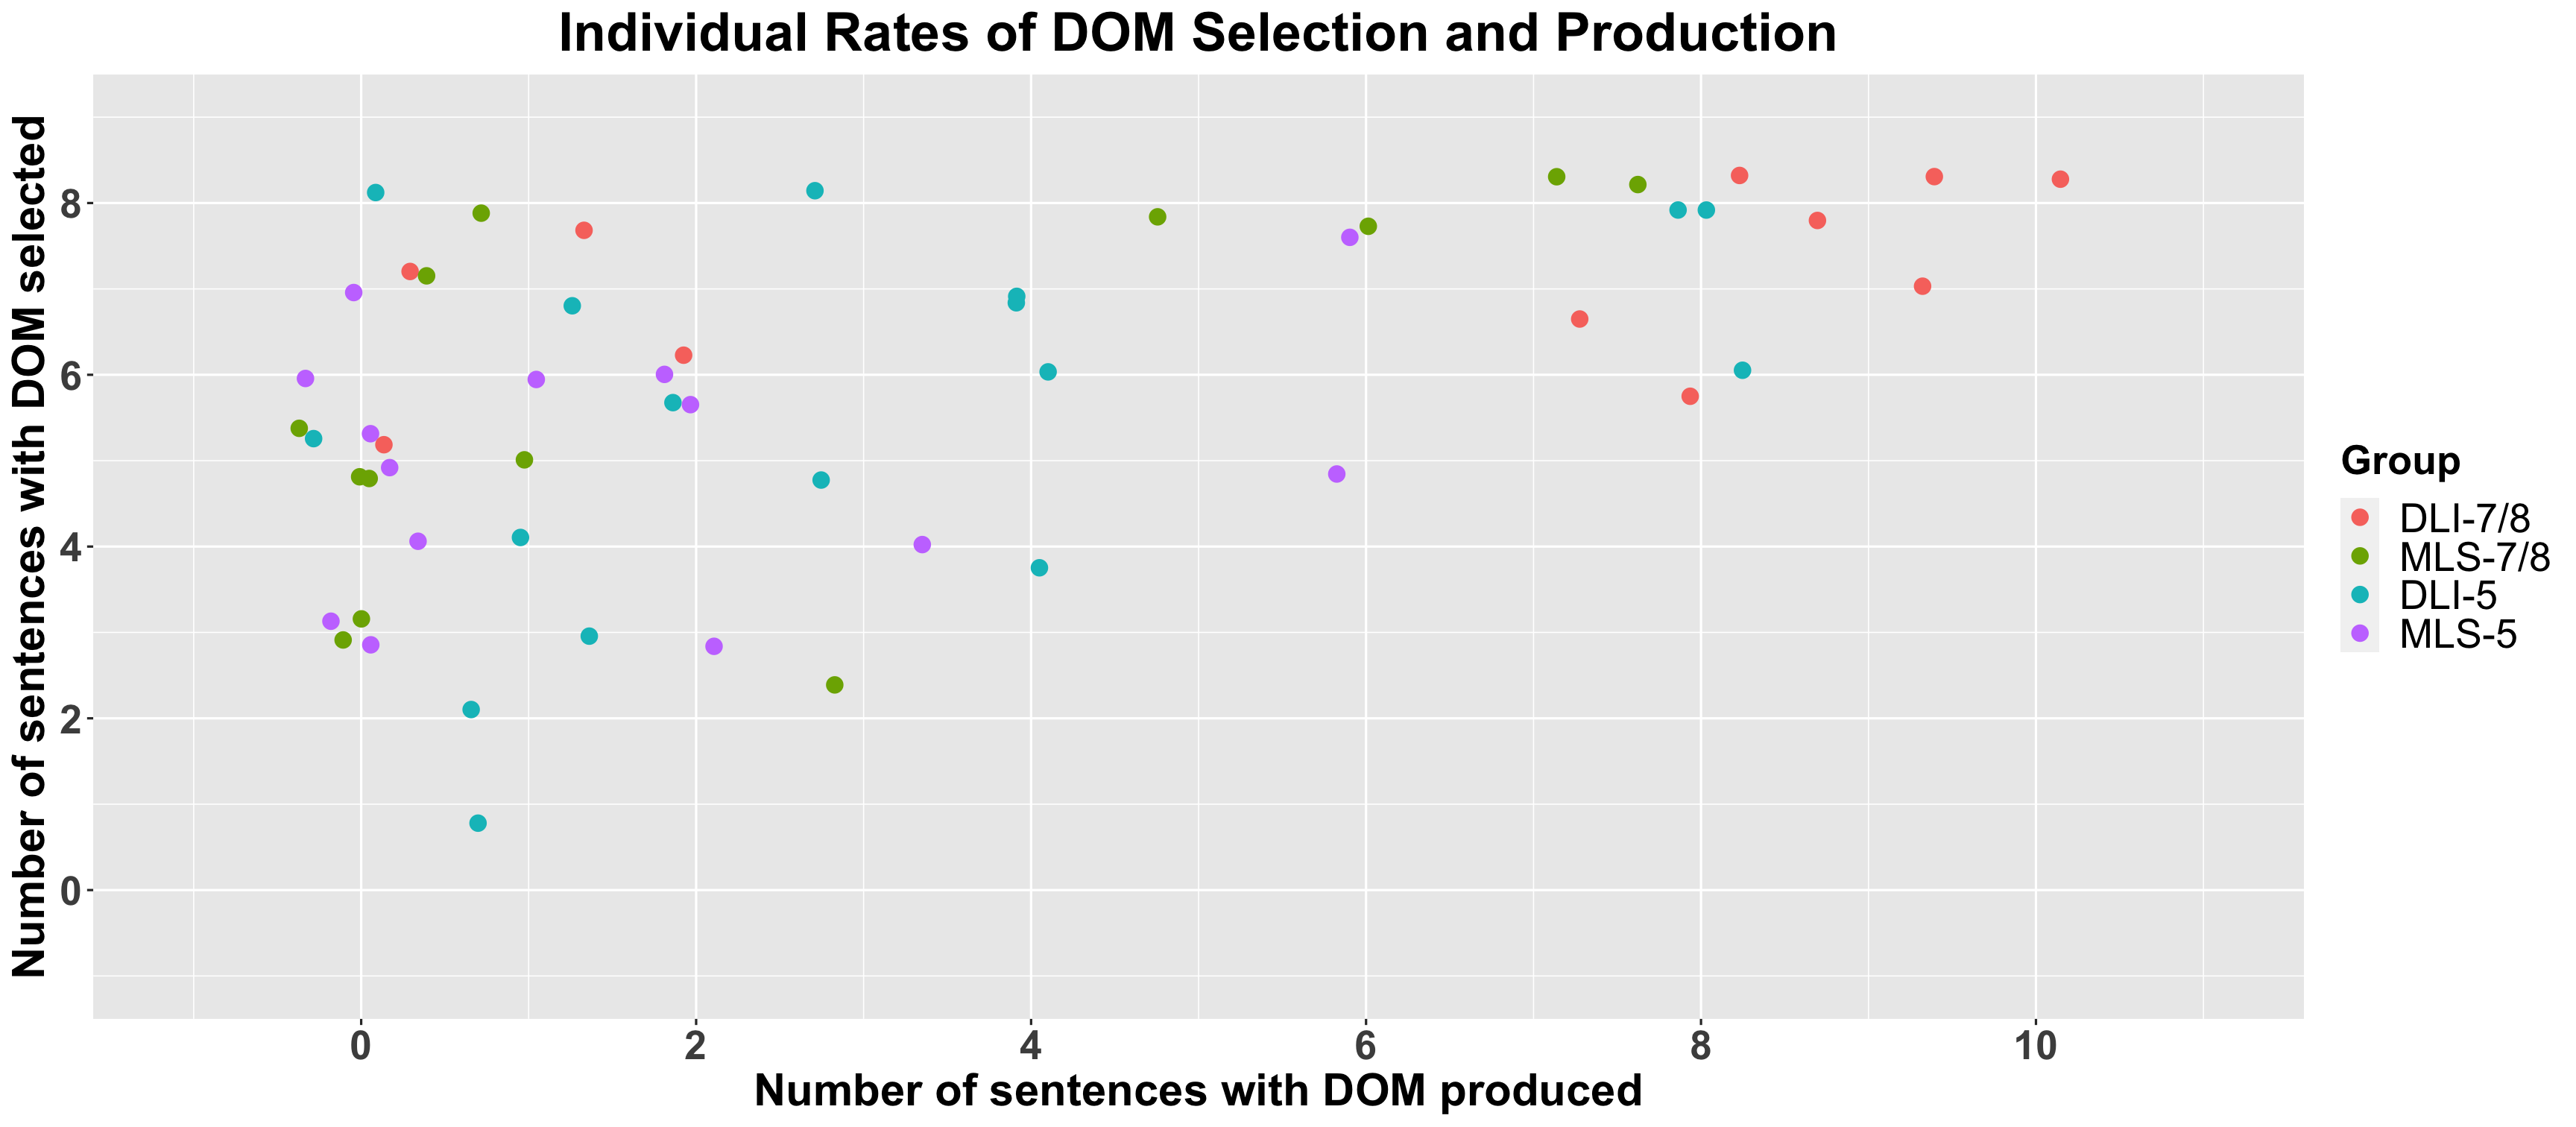 Individual Rates of DOM Selection and Production
Number of sentences with DOM selected
8
6
4
2
0
0 2 4 6 8 10
Number of sentences with DOM produced
Group
DLI-7/8
MLS-7/8
DLI-5
MLS-5